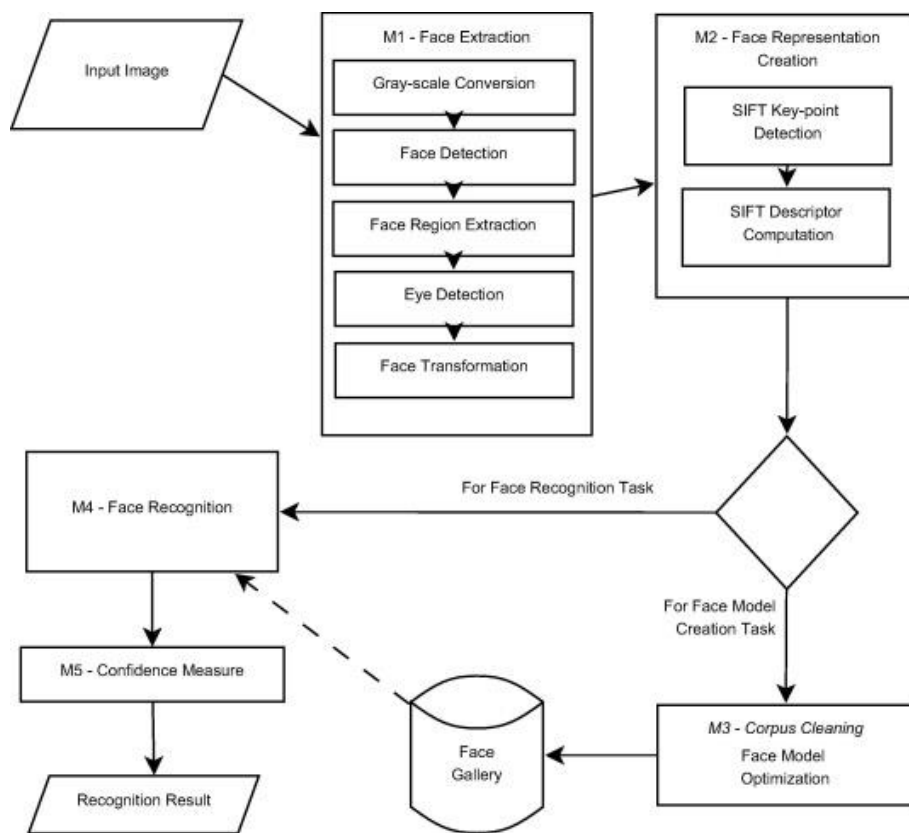 Input Image
M1 - Face Extraction
Gray-scale Conversion
Face Detection
Face Region Extraction
Eye Detection
Face Transformation
M2 - Face Representation
Creation
SIFT Key-point
Detection
SIFT Descriptor
Computation
For Face Recognition Task
M4 - Face Recognition
For Face Model
Creation Task
M5 - Confidence Measure
Recognition Result
Face
Gallery
M3 - Corpus Cleaning
Face Model
Optimization